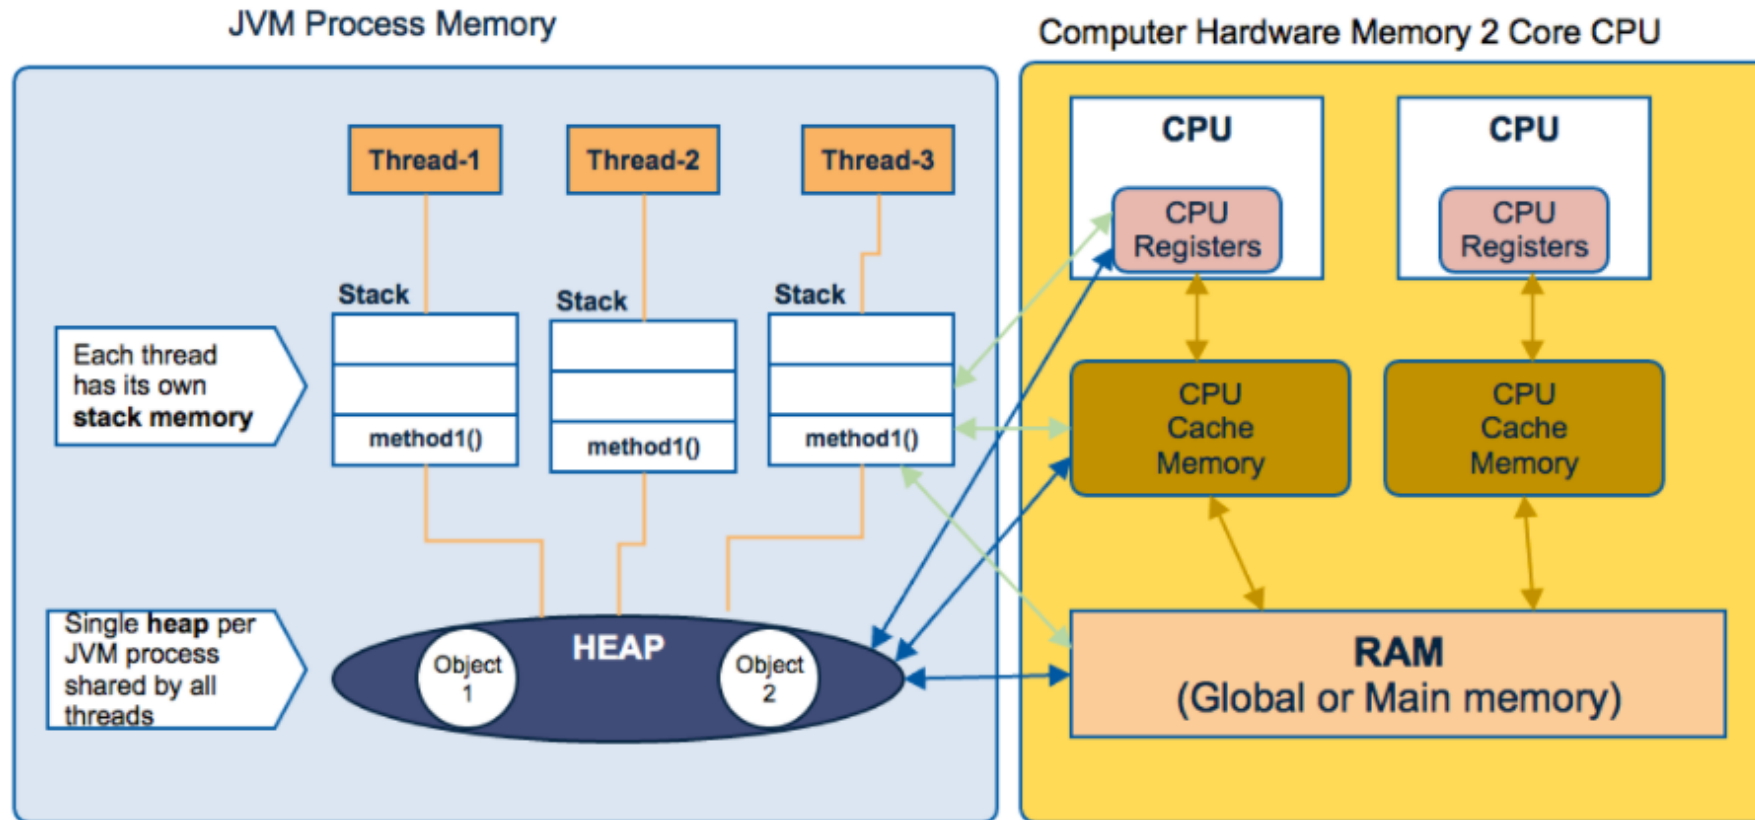 JVM Process Memory
Computer Hardware Memory 2 Core CPU
Thread-1
Thread-2
Thread-3
Stack
Stack
Stack
Each thread
has its own
stack memory
method1()
method1()
method1()
Single heap per
JVM process
shared by all
threads
HEAP
Object
1
Object
2
CPU
CPU
Registers
CPU
CPU
Registers
CPU
Cache
Memory
CPU
Cache
Memory
RAM
(Global or Main memory)